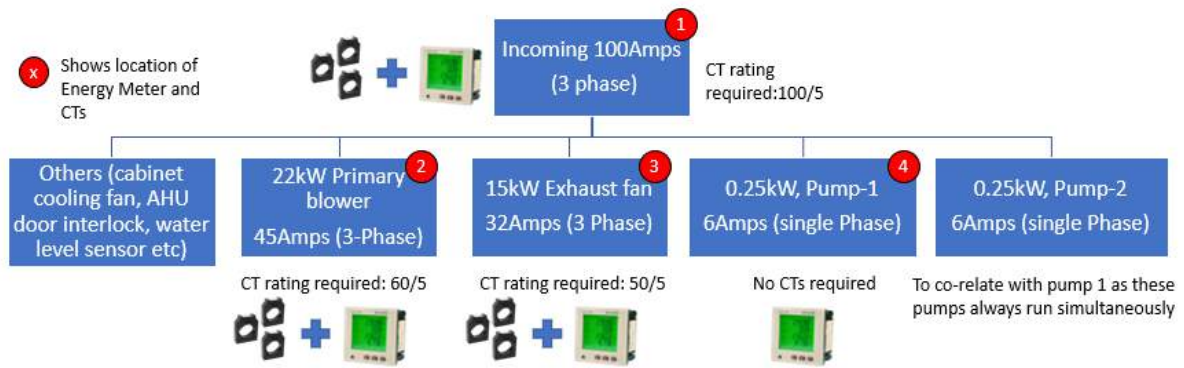 x
Shows location of
Energy Meter and
CTs
1
Incoming 100Amps
(3 phase)
CT rating
required:100/5
Others (cabinet
cooling fan, AHU
door interlock, water
level sensor etc)
2
22kW Primary
blower
45Amps (3-Phase)
CT rating required: 60/5
3
15kW Exhaust fan
32Amps (3 Phase)
CT rating required: 50/5
4
0.25kW, Pump-1
6Amps (single Phase)
No CTs required
0.25kW, Pump-2
6Amps (single Phase)
To co-relate with pump 1 as these
pumps always run simultaneously